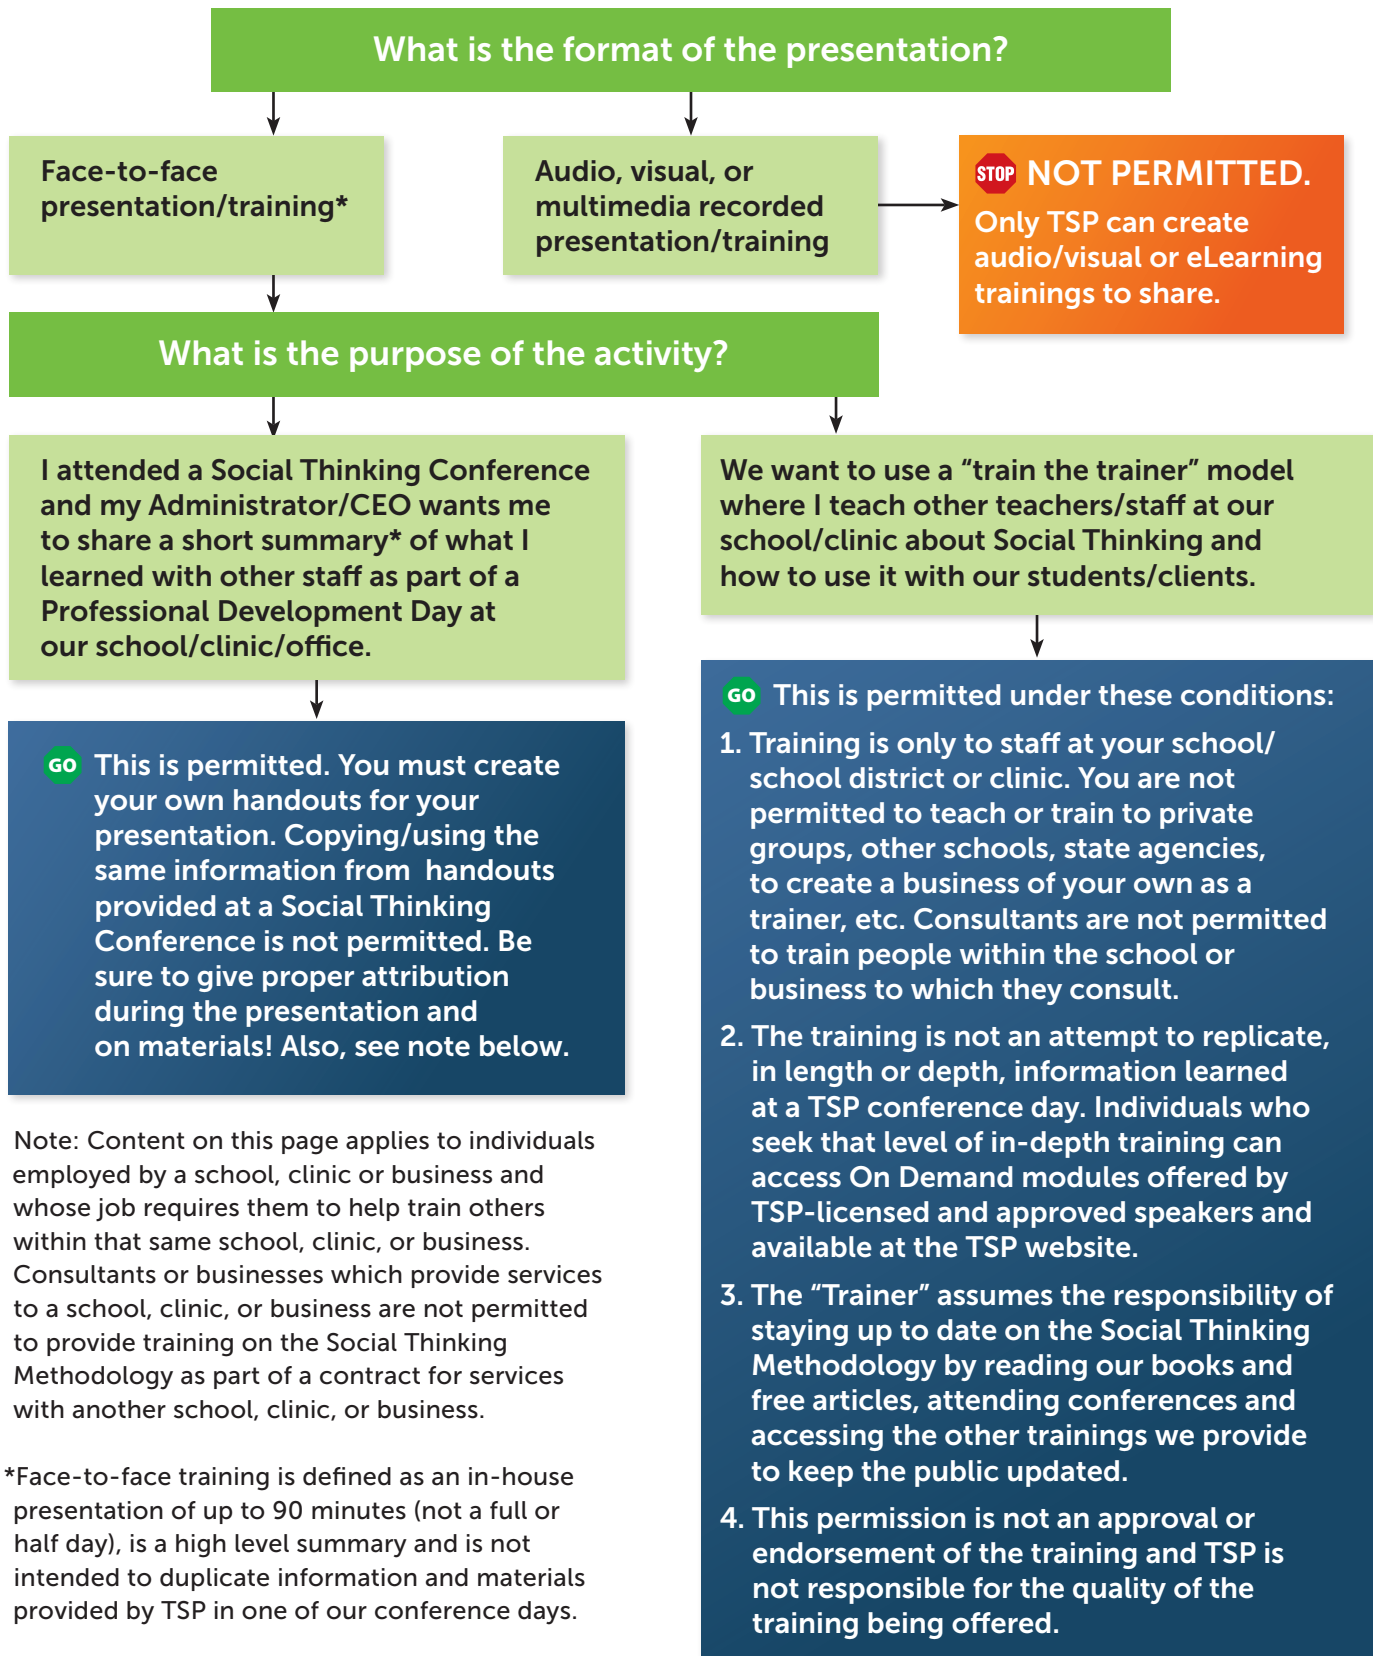 What is the format of the presentation?
Face-to-face
presentation/training*
Audio, visual, or
multimedia recorded
presentation/training
STOP NOT PERMITTED.
Only TSP can create
audio/visual or eLearning
trainings to share.
What is the purpose of the activity?
I attended a Social Thinking Conference
and my Administrator/CEO wants me
to share a short summary* of what I
learned with other staff as part of a
Professional Development Day at
our school/clinic/office.
We want to use a “train the trainer” model
where I teach other teachers/staff at our
school/clinic about Social Thinking and
how to use it with our students/clients.
GO This is permitted. You must create
your own handouts for your
presentation. Copying/using the
same information from handouts
provided at a Social Thinking
Conference is not permitted. Be
sure to give proper attribution
during the presentation and
on materials! Also, see note below.
GO This is permitted under these conditions:
1. Training is only to staff at your school/
school district or clinic. You are not
permitted to teach or train to private
groups, other schools, state agencies,
to create a business of your own as a
trainer, etc. Consultants are not permitted
to train people within the school or
business to which they consult.
2. The training is not an attempt to replicate,
in length or depth, information learned
at a TSP conference day. Individuals who
seek that level of in-depth training can
access On Demand modules offered by
TSP-licensed and approved speakers and
available at the TSP website.
3. The “Trainer” assumes the responsibility of
staying up to date on the Social Thinking
Methodology by reading our books and
free articles, attending conferences and
accessing the other trainings we provide
to keep the public updated.
4. This permission is not an approval or
endorsement of the training and TSP is
not responsible for the quality of the
training being offered.
Note: Content on this page applies to individuals
employed by a school, clinic or business and
whose job requires them to help train others
within that same school, clinic, or business.
Consultants or businesses which provide services
to a school, clinic, or business are not permitted
to provide training on the Social Thinking
Methodology as part of a contract for services
with another school, clinic, or business.
*Face-to-face training is defined as an in-house
presentation of up to 90 minutes (not a full or
half day), is a high level summary and is not
intended to duplicate information and materials
provided by TSP in one of our conference days.